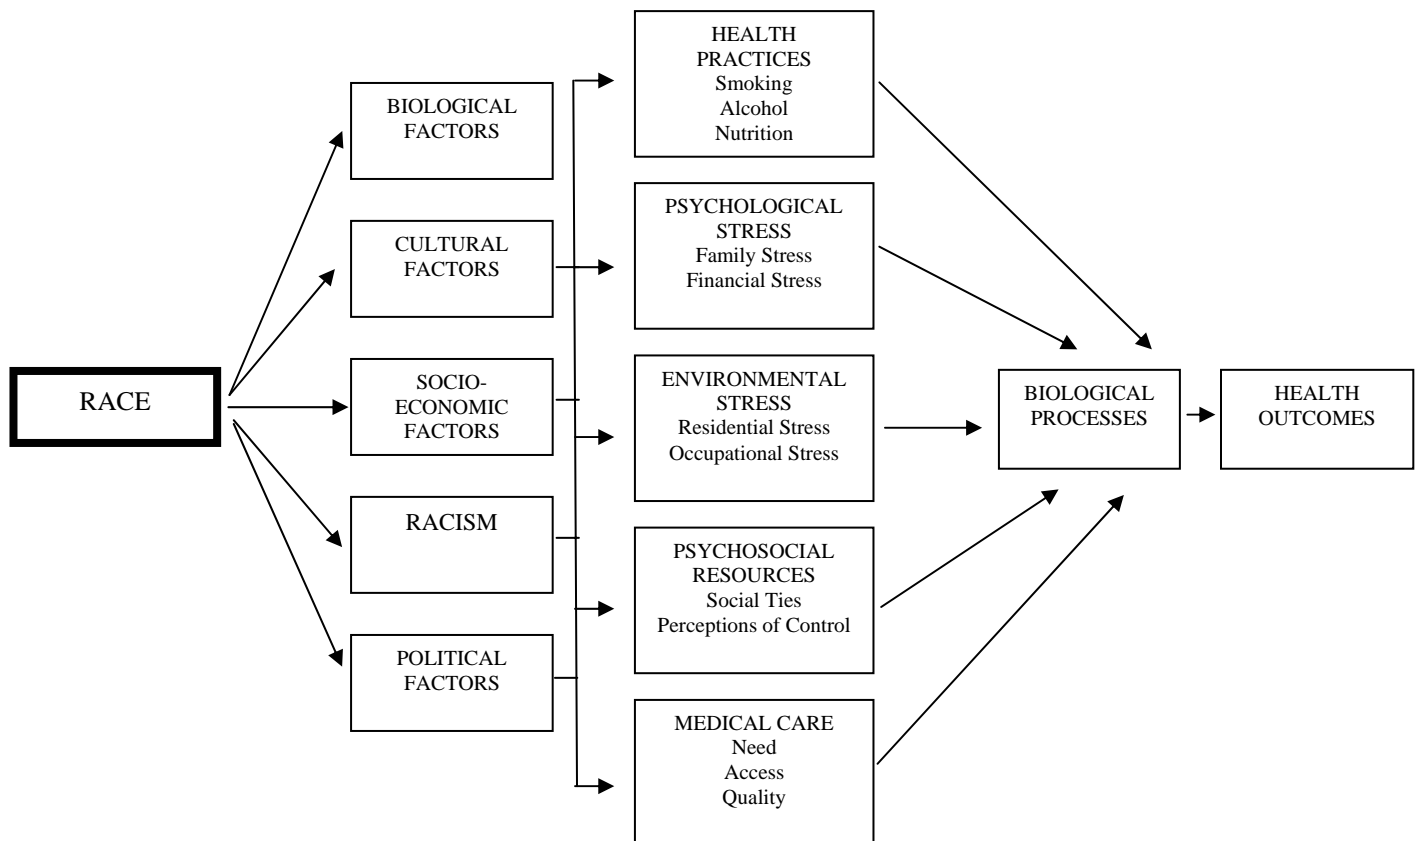 RACE
BIOLOGICAL
FACTORS
CULTURAL
FACTORS
SOCIO-
ECONOMIC
FACTORS
RACISM
POLITICAL
FACTORS
HEALTH
PRACTICES
Smoking
Alcohol
Nutrition
PSYCHOLOGICAL
STRESS
Family Stress
Financial Stress
ENVIRONMENTAL
STRESS
Residential Stress
Occupational Stress
PSYCHOSOCIAL
RESOURCES
Social Ties
Perceptions of Control
MEDICAL CARE
Need
Access
Quality
BIOLOGICAL
PROCESSES
HEALTH
OUTCOMES